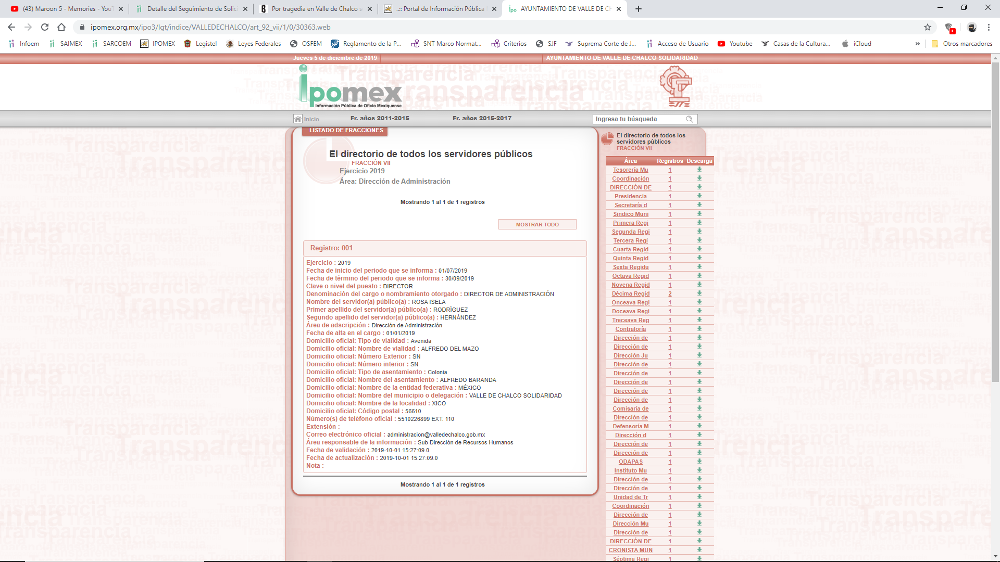 (43) Maroon 5 - Memories - YouT
Detalle del Seguimiento de Solici
Por tragedia en Valle de Chalco s
..:: Portal de Información Pública
AYUNTAMIENTO DE VALLE DE CH
ipomex.org.mx/ipo3/lgt/indice/VALLEDECHALCO/art_92_vii/1/0/30363.web
Infoem
SAIMEX
SARCOEM
IPOMEX
Legistel
Leyes Federales
OSFEM
Reglamento de la P...
SNT Marco Normat...
Criterios
SJF
Suprema Corte de J...
Acceso de Usuario
Youtube
Casas de la Cultura...
iCloud
»
Otros marcadores
Jueves 5 de diciembre de 2019
AYUNTAMIENTO DE VALLE DE CHALCO SOLIDARIDAD
Transparencia
ipomex
Información Pública de Oficio Mexiquense
Inicio
Fr. años 2011-2015
Fr. años 2015-2017
Ingresa tu búsqueda
LISTADO DE FRACCIONES
El directorio de todos los servidores públicos
FRACCIÓN VII
Ejercicio 2019
Área: Dirección de Administración
Mostrando 1 al 1 de 1 registros
MOSTRAR TODO
Registro: 001
Ejercicio : 2019
Fecha de inicio del periodo que se informa : 01/07/2019
Fecha de término del periodo que se informa : 30/09/2019
Clave o nivel del puesto : DIRECTOR
Denominación del cargo o nombramiento otorgado : DIRECTOR DE ADMINISTRACIÓN
Nombre del servidor(a) público(a) : ROSA ISELA
Primer apellido del servidor(a) público(a) : RODRÍGUEZ
Segundo apellido del servidor(a) público(a) : HERNÁNDEZ
Área de adscripción : Dirección de Administración
Fecha de alta en el cargo : 01/01/2019
Domicilio oficial: Tipo de vialidad : Avenida
Domicilio oficial: Nombre de vialidad : ALFREDO DEL MAZO
Domicilio oficial: Número Exterior : SN
Domicilio oficial: Número interior : SN
Domicilio oficial: Tipo de asentamiento : Colonia
Domicilio oficial: Nombre del asentamiento : ALFREDO BARANDA
Domicilio oficial: Nombre de la entidad federativa : MÉXICO
Domicilio oficial: Nombre del municipio o delegación : VALLE DE CHALCO SOLIDARIDAD
Domicilio oficial: Nombre de la localidad : XICO
Domicilio oficial: Código postal : 56610
Número(s) de teléfono oficial : 5510226899 EXT. 110
Extensión :
Correo electrónico oficial : administracion@valledechalco.gob.mx
Área responsable de la información : Sub Dirección de Recursos Humanos
Fecha de validación : 2019-10-01 15:27:09.0
Fecha de actualización : 2019-10-01 15:27:09.0
Nota :
Mostrando 1 al 1 de 1 registros
El directorio de todos los
servidores públicos
FRACCIÓN VII
Área Registros Descarga
Tesorería Mu 1
Coordinación 1
DIRECCIÓN DE 1
Presidencia 1
Secretaría d 1
Sindico Muni 1
Primera Regi 1
Segunda Regi 1
Tercera Regí 1
Cuarta Regid 1
Quinta Regid 1
Sexta Regidu 1
Octava Regid 1
Novena Regid 1
Décima Regid 2
Onceava Regi 1
Doceava Regi 1
Treceava Reg 1
Contraloría 1
Dirección de 1
Dirección de 1
Dirección Ju 1
Dirección de 1
Dirección de 1
Dirección de 1
Dirección de 1
Dirección de 1
Comisaría de 1
Dirección de 1
Defensoría M 1
Dirección d 1
Dirección de 1
Dirección de 1
ODAPAS 1
Instituto Mu 1
Dirección de 1
Dirección de 1
Unidad de Tr 1
Coordinación 1
Dirección de 1
Dirección Mu 1
Dirección de 1
DIRECCIÓN DE 1
CRONISTA MUN 1
Séptima Regi 1